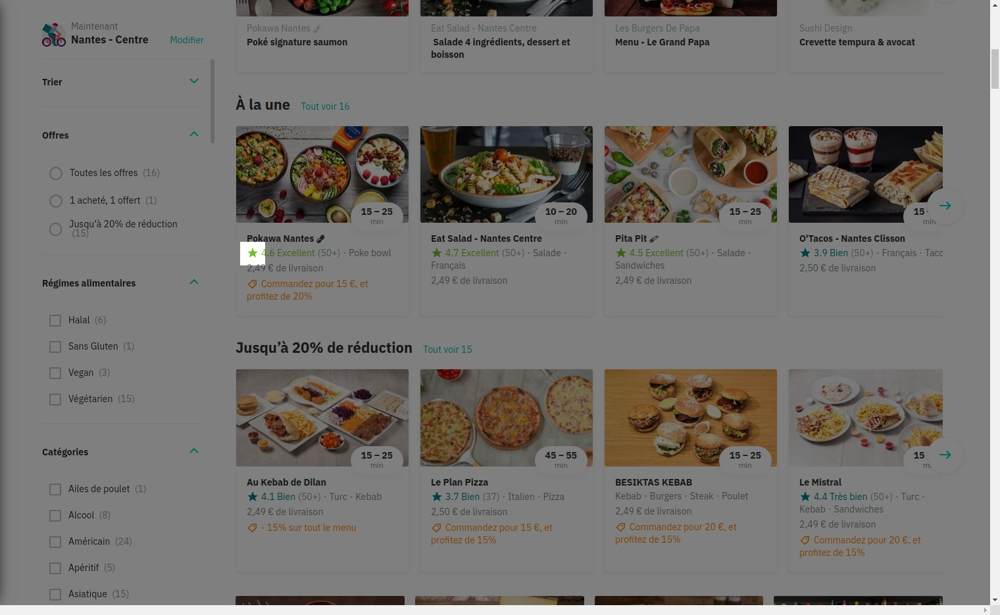 Maintenant
Nantes - Centre
Modifier
Trier
Offres
Toutes les offres (16)
1 acheté, 1 offert (1)
Jusqu'à 20% de réduction
(15)
Régimes alimentaires
Halal (6)
Sans Gluten (1)
Vegan (3)
Végétarien (15)
Catégories
Ailes de poulet (1)
Alcool (8)
Américain (24)
Apéritif (5)
Asiatique (15)
Pokawa Nantes
Poké signature saumon
Eat Salad - Nantes Centre
Salade 4 ingrédients, dessert et
boisson
Les Burgers De Papa
Menu - Le Grand Papa
Sushi Design
Crevette tempura & avocat
À la une Tout voir 16
15 – 25
min
Pokawa Nantes
4.6 Excellent (50+) · Poke bowl
2,49 € de livraison
Commandez pour 15 €, et
profitez de 20%
10 – 20
min
Eat Salad - Nantes Centre
4.7 Excellent (50+) · Salade ·
Français
2,49 € de livraison
15 – 25
min
Pita Pit
4.5 Excellent (50+) · Salade ·
Sandwiches
2,49 € de livraison
15
min
O'Tacos - Nantes Clisson
3.9 Bien (50+) · Français · Taco
2,50 € de livraison
Jusqu’à 20% de réduction Tout voir 15
15 – 25
min
Au Kebab de Dilan
4.1 Bien (50+) · Turc · Kebab
2,49 € de livraison
- 15% sur tout le menu
45 – 55
min
Le Plan Pizza
3.7 Bien (37) · Italien · Pizza
2,50 € de livraison
Commandez pour 15 €, et
profitez de 15%
15 – 25
min
BESIKTAS KEBAB
Kebab · Burgers · Steak · Poulet
2,49 € de livraison
Commandez pour 20 €, et
profitez de 15%
15
Le Mistral
4.4 Très bien (50+) · Turc ·
Kebab · Sandwiches
2,49 € de livraison
Commandez pour 20 €, et
profitez de 15%